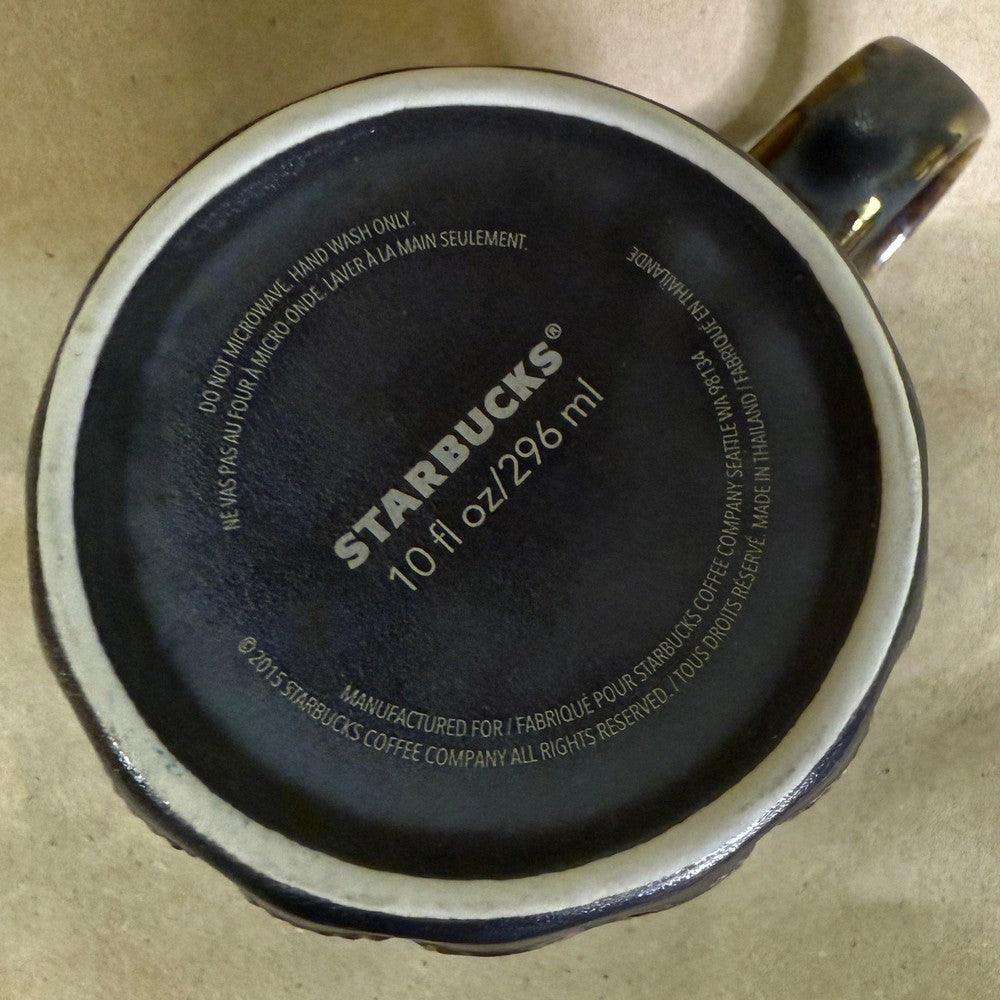 DO NOT MICROWAVE. HAND WASH ONLY.
NE VAS PAS AU FOUR À MICRO-ONDE. LAVER À LA MAIN SEULEMENT.
STARBUCKS®
10 fl oz/296 ml
MANUFACTURED FOR / FABRIQUÉ POUR STARBUCKS COFFEE COMPANY SEATTLE WA 98134
© 2015 STARBUCKS COFFEE COMPANY ALL RIGHTS RESERVED. / TOUS DROITS RÉSERVÉ. MADE IN THAILAND / FABRIQUÉ EN THAÏLANDE